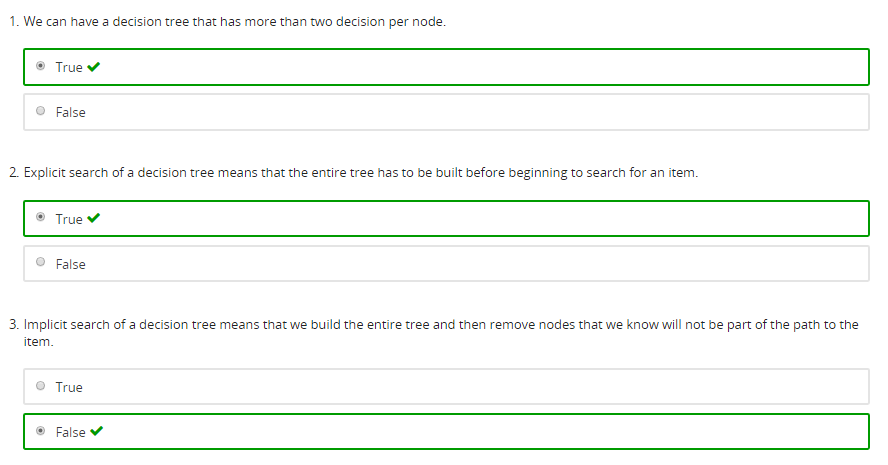 1. We can have a decision tree that has more than two decision per node.
True
False
2. Explicit search of a decision tree means that the entire tree has to be built before beginning to search for an item.
True
False
3. Implicit search of a decision tree means that we build the entire tree and then remove nodes that we know will not be part of the path to the
item.
True
False